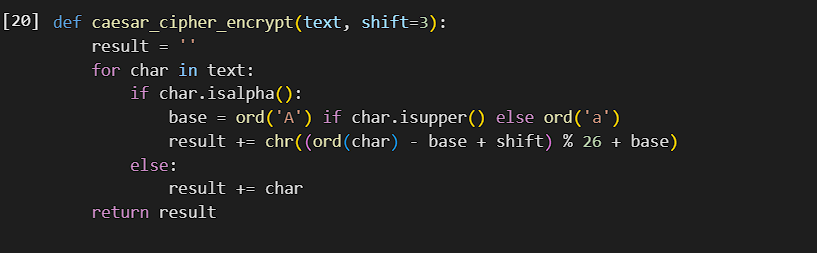 [20] def caesar_cipher_encrypt(text, shift=3):
    result = ''
    for char in text:
        if char.isalpha():
            base = ord('A') if char.isupper() else ord('a')
            result += chr((ord(char) - base + shift) % 26 + base)
        else:
            result += char
    return result